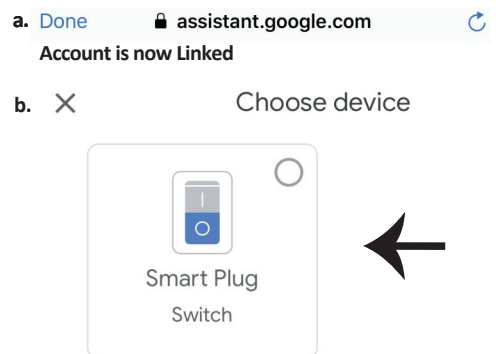 a. Done assistant.google.com
Account is now Linked
b. Choose device
Smart Plug
Switch